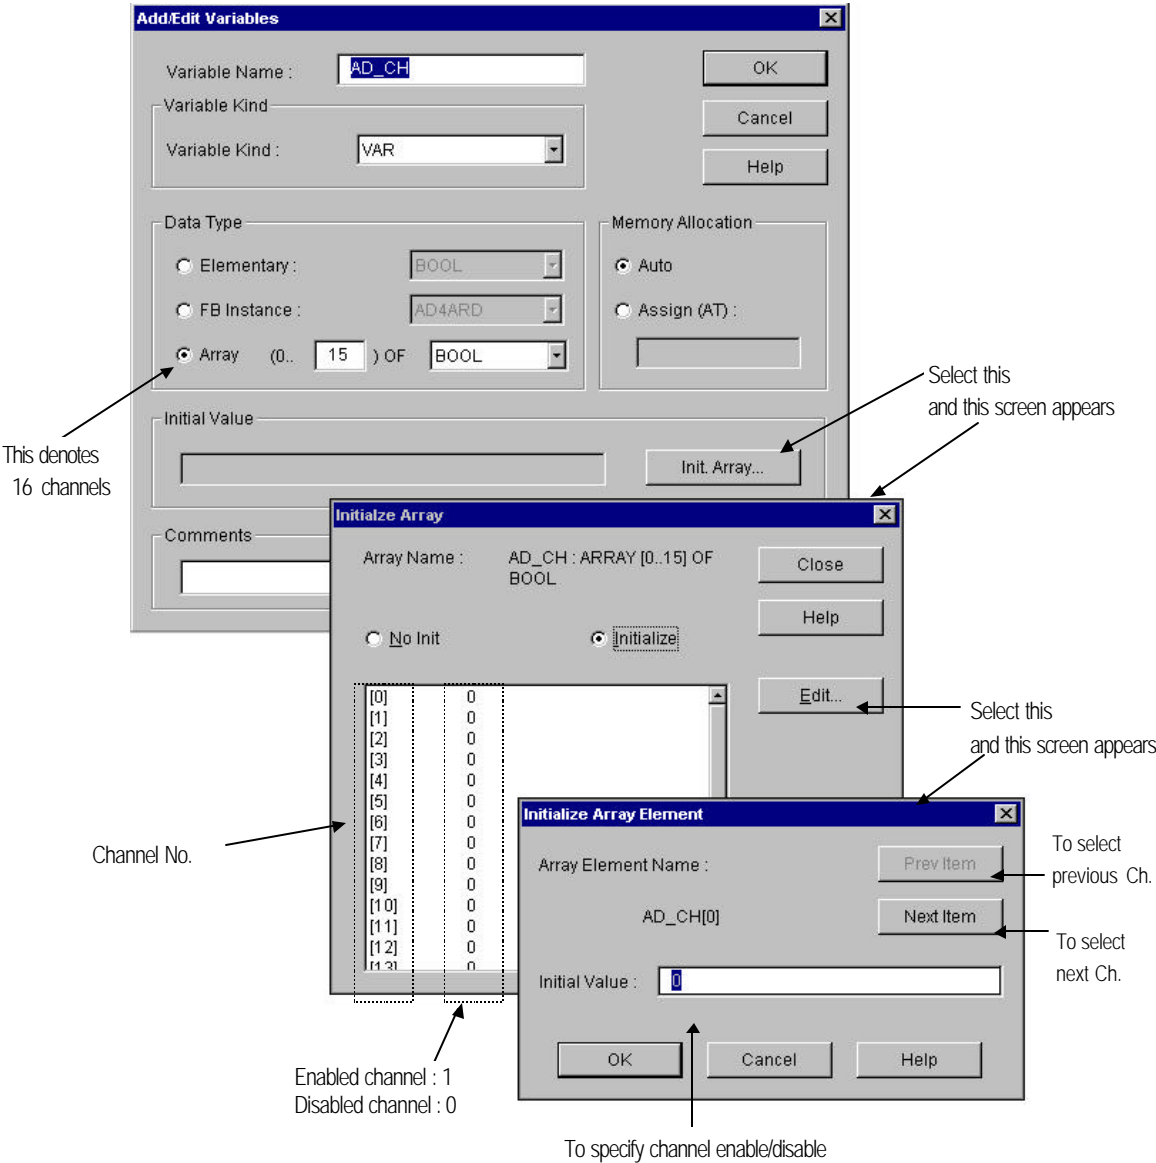 Add/Edit Variables
Variable Name :
AD_CH
OK
Variable Kind
Cancel
Variable Kind :
VAR
Help
Data Type
Memory Allocation
Elementary :
BOOL
Auto
FB Instance :
AD4ARD
Assign (AT) :
Array (0.. 15 ) OF BOOL
Select this
and this screen appears
Initial Value
This denotes
16 channels
Init. Array...
Comments
Initialze Array
Array Name :
AD_CH : ARRAY [0..15] OF
BOOL
Close
Help
No Init
Initialize
Edit...
[0] 0
[1] 0
[2] 0
[3] 0
[4] 0
[5] 0
[6] 0
[7] 0
[8] 0
[9] 0
[10] 0
[11] 0
[12] 0
[13] 0
Select this
and this screen appears
Channel No.
Initialize Array Element
Array Element Name :
Prev Item
To select
previous Ch.
AD_CH[0]
Next Item
To select
next Ch.
Initial Value :
0
OK
Cancel
Help
Enabled channel : 1
Disabled channel : 0
To specify channel enable/disable